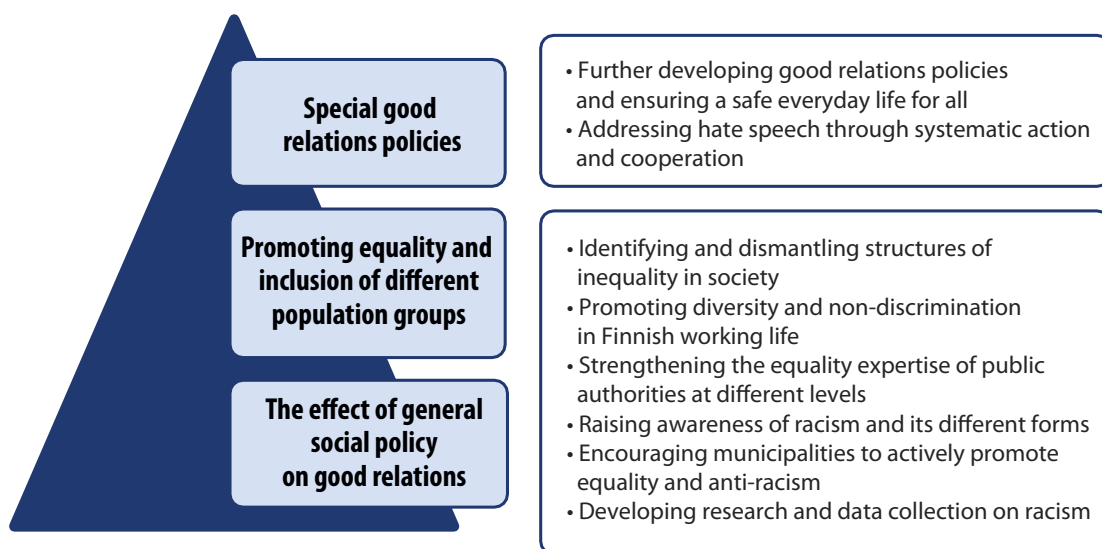 Special good
relations policies
• Further developing good relations policies
and ensuring a safe everyday life for all
• Addressing hate speech through systematic action
and cooperation
Promoting equality and
inclusion of different
population groups
The effect of general
social policy
on good relations
• Identifying and dismantling structures of
inequality in society
• Promoting diversity and non-discrimination
in Finnish working life
• Strengthening the equality expertise of public
authorities at different levels
• Raising awareness of racism and its different forms
• Encouraging municipalities to actively promote
equality and anti-racism
• Developing research and data collection on racism